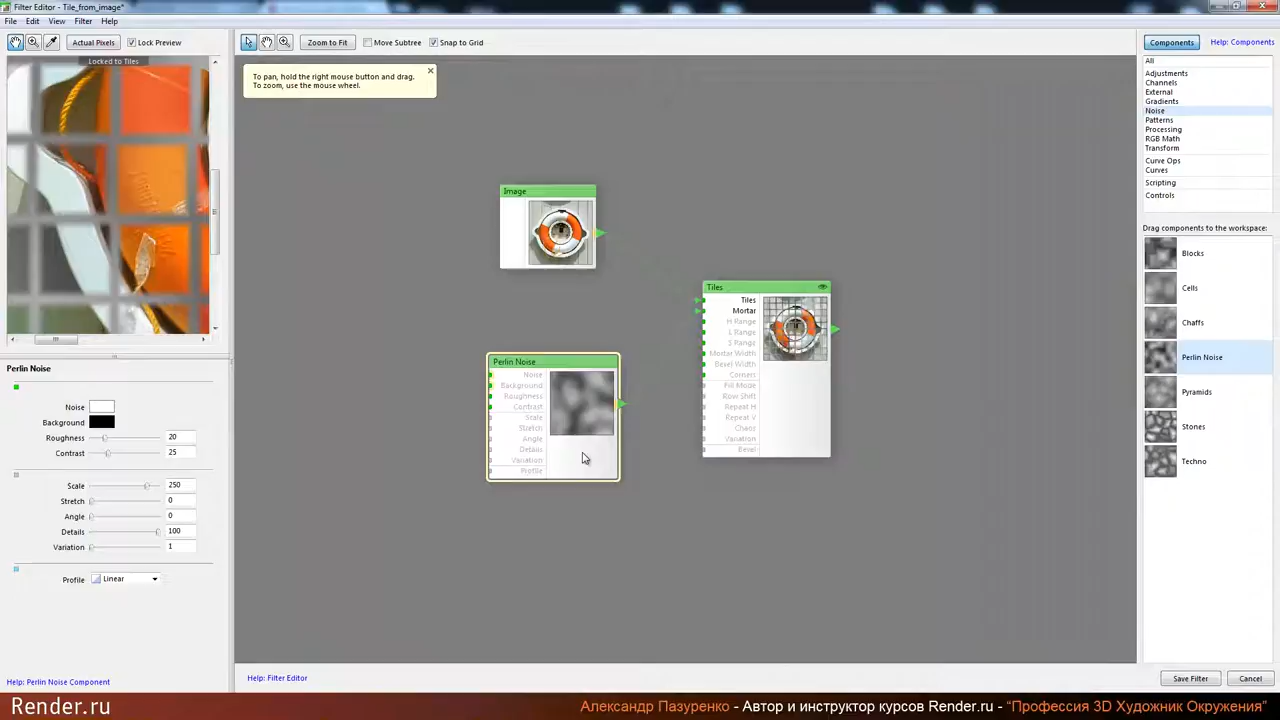 Filter Editor - Tile_from_image*
File Edit View Filter Help
Actual Pixels Lock Preview
Zoom to Fit Move Subtree Snap to Grid
Components Help: Components
Locked to Tiles
To pan, hold the right mouse button and drag.
To zoom, use the mouse wheel.
All
Adjustments
Channels
External
Gradients
Noise
Patterns
Processing
RGB Math
Transform
Curve Ops
Curves
Scripting
Controls
Drag components to the workspace:
Blocks
Cells
Chaffs
Perlin Noise
Pyramids
Stones
Techno
Image
Tiles
Tiles
Mortar
H Range
L Range
S Range
Mortar Width
Bevel Width
Corners
Fill Mode
Row Shift
Repeat H
Repeat V
Chaos
Variation
Bevel
Perlin Noise
Noise
Background
Roughness
Contrast
Scale
Stretch
Angle
Details
Variation
Profile
Perlin Noise
Noise
Background
Roughness 20
Contrast 25
Scale 250
Stretch 0
Angle 0
Details 100
Variation 1
Profile Linear
Help: Perlin Noise Component
Help: Filter Editor
Save Filter Cancel
Render.ru
Александр Пазуренко - Автор и инструктор курсов Render.ru - “Профессия 3D Художник Окружения”